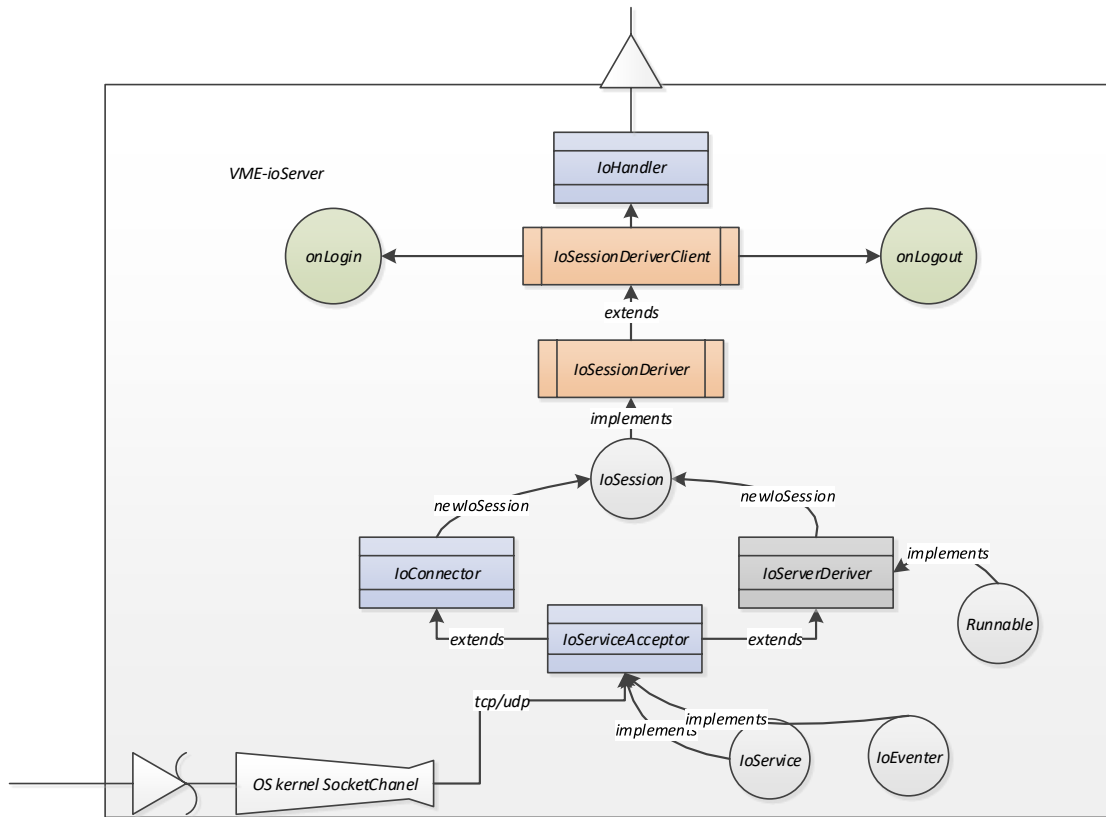 IoHandler
VME-ioServer
onLogin
IoSessionDeriverClient
onLogout
extends
IoSessionDeriver
implements
IoSession
newIoSession
newIoSession
IoConnector
IoServerDeriver
implements
Runnable
extends
IoServiceAcceptor
extends
tcp/udp
implements
implements
IoService
IoEventer
OS kernel SocketChanel